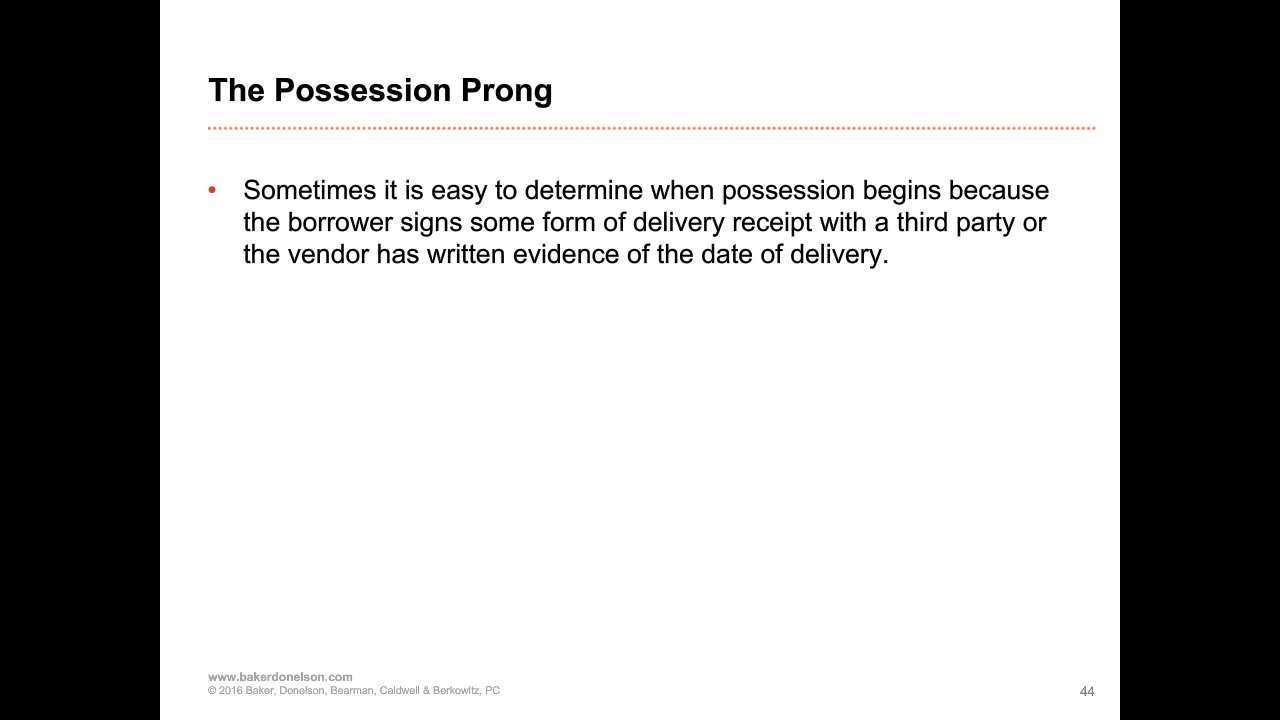 The Possession Prong
• Sometimes it is easy to determine when possession begins because
the borrower signs some form of delivery receipt with a third party or
the vendor has written evidence of the date of delivery.
www.bakerdonelson.com
© 2016 Baker, Donelson, Bearman, Caldwell & Berkowitz, PC
44